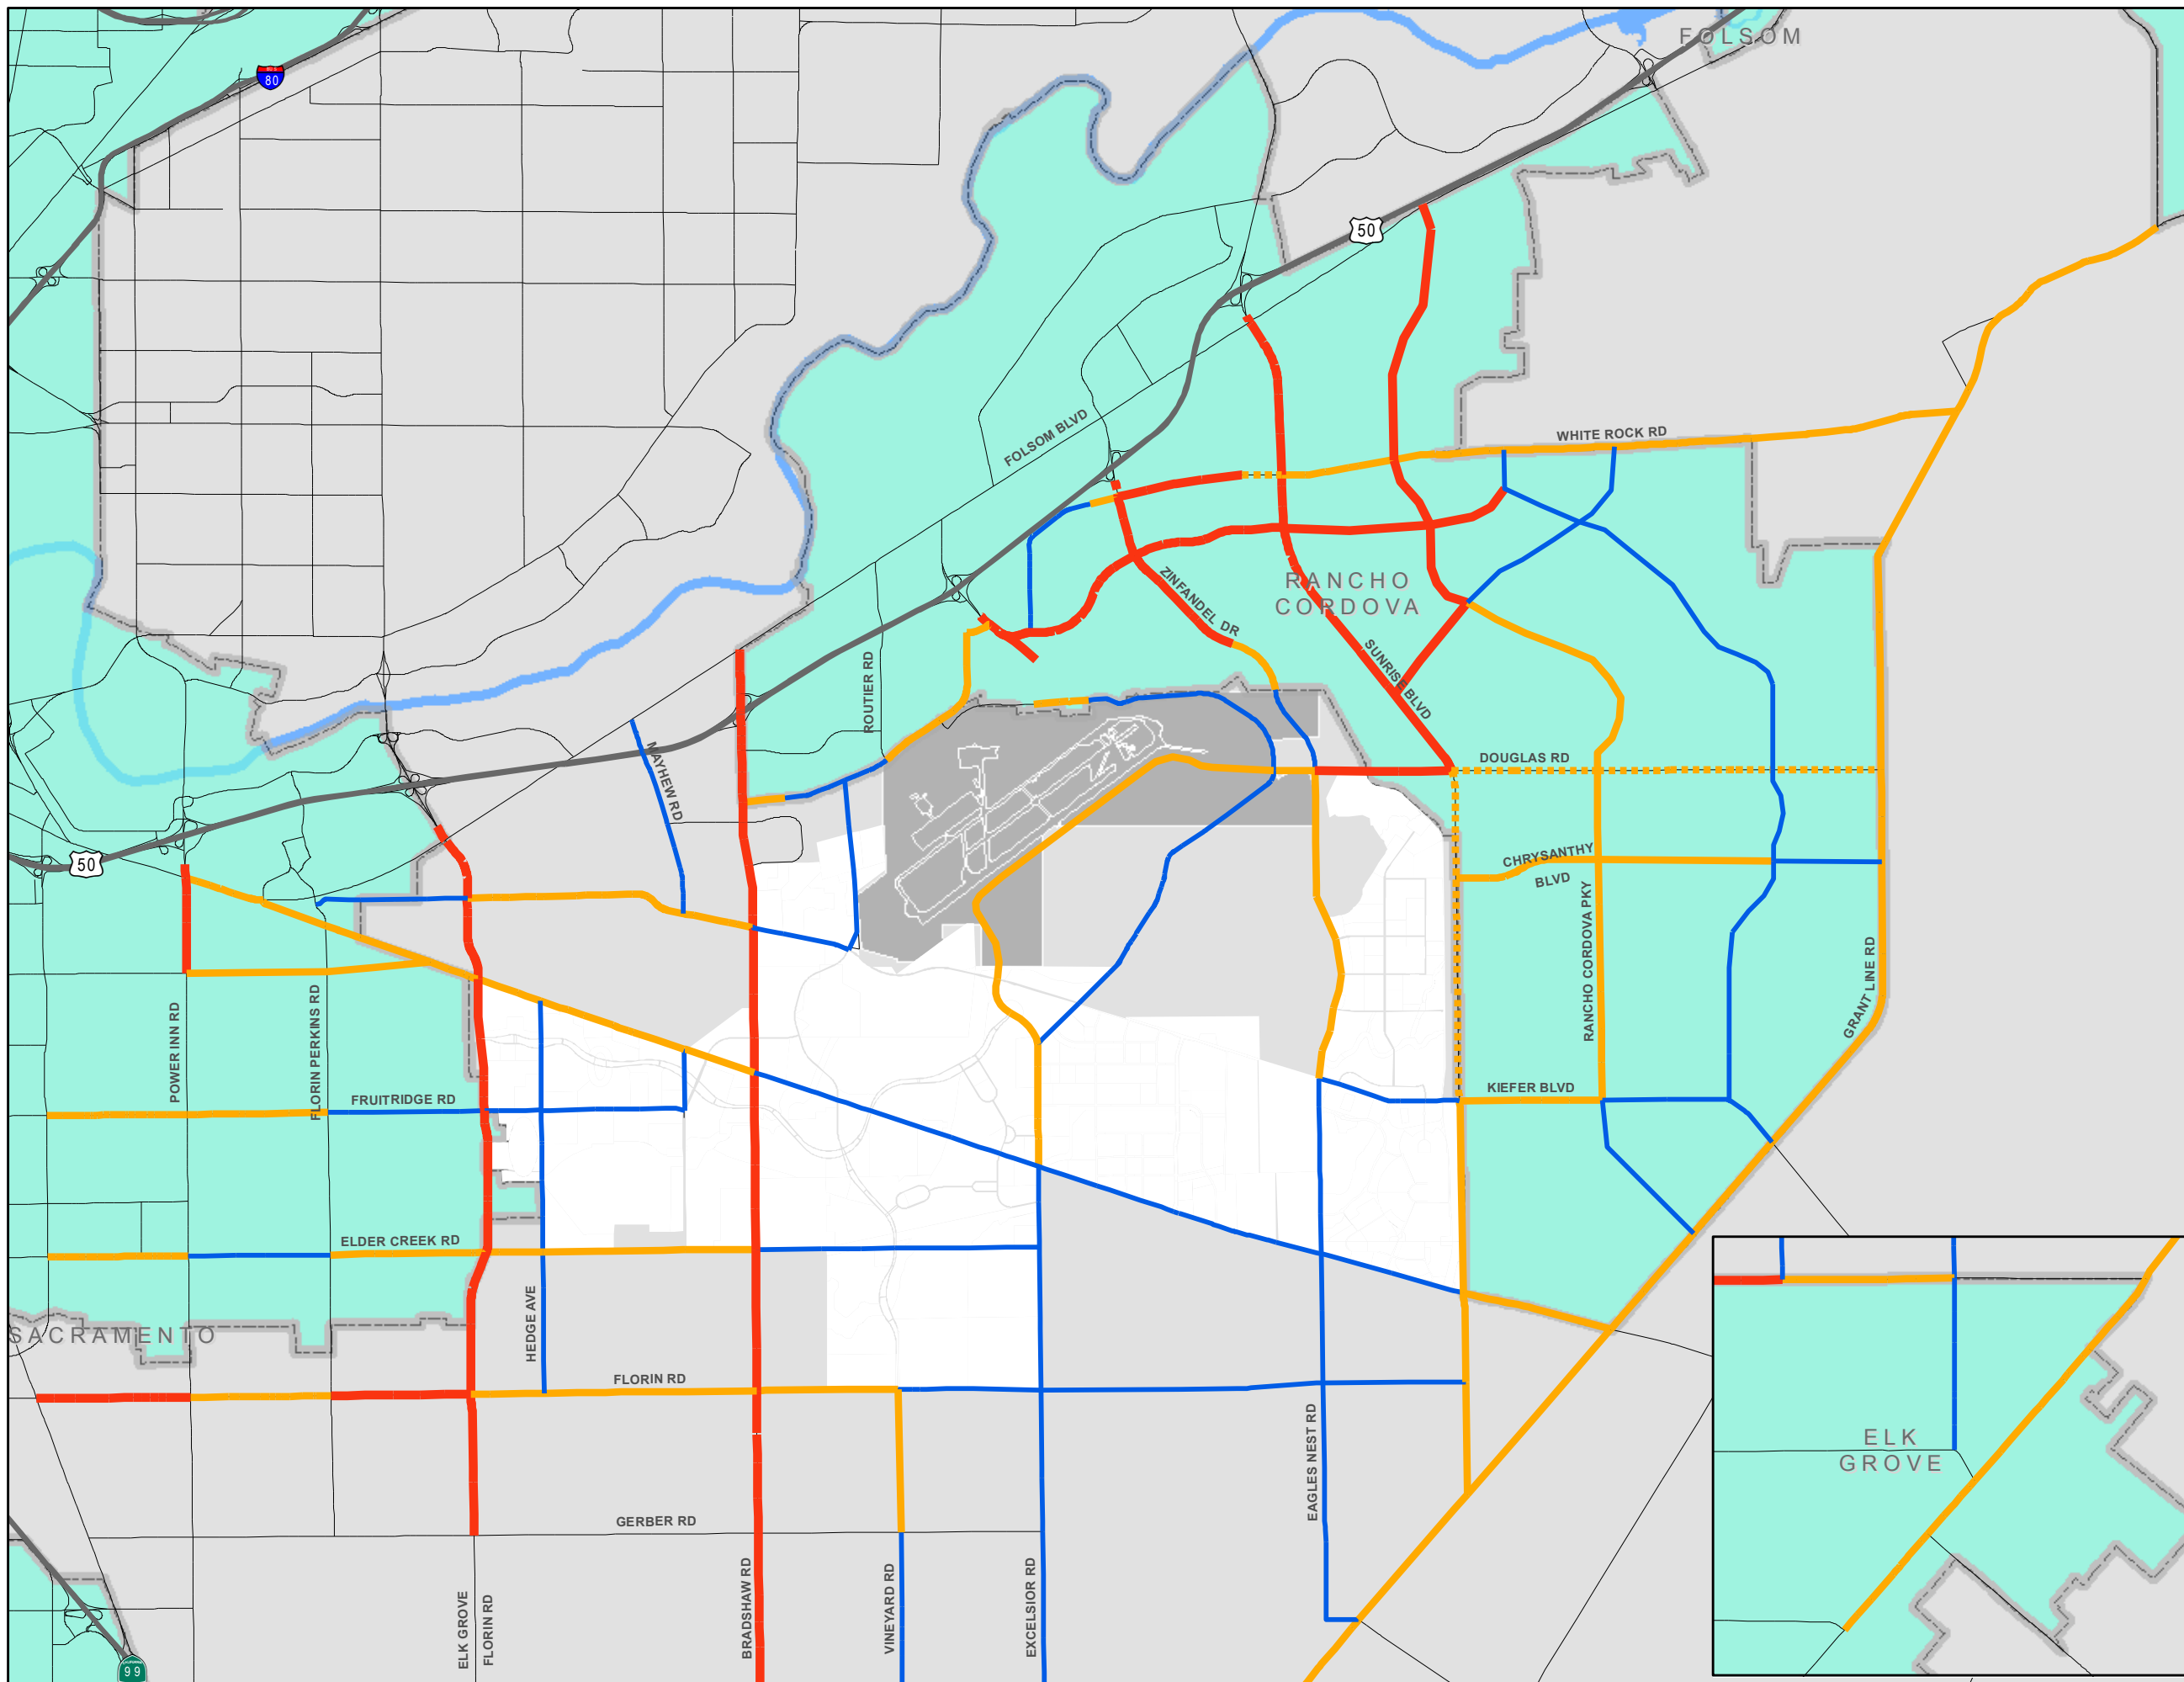 FOLSOM
80
50
FOLSOM BLVD
WHITE ROCK RD
RANCHO
CORDOVA
ZINFANDEL DR
SUNRISE BLVD
ROUTIER RD
MAYHEW RD
DOUGLAS RD
50
CHRYSANTHY
BLVD
RANCHO CORDOVA PKY
GRANT LINE RD
POWER INN RD
FLORIN PERKINS RD
FRUITRIDGE RD
KIEFER BLVD
ELDER CREEK RD
HEDGE AVE
SACRAMENTO
FLORIN RD
EAGLES NEST RD
ELK
GROVE
GERBER RD
ELK GROVE
FLORIN RD
BRADSHAW RD
VINEYARD RD
EXCELSIOR RD
CALIFORNIA
99